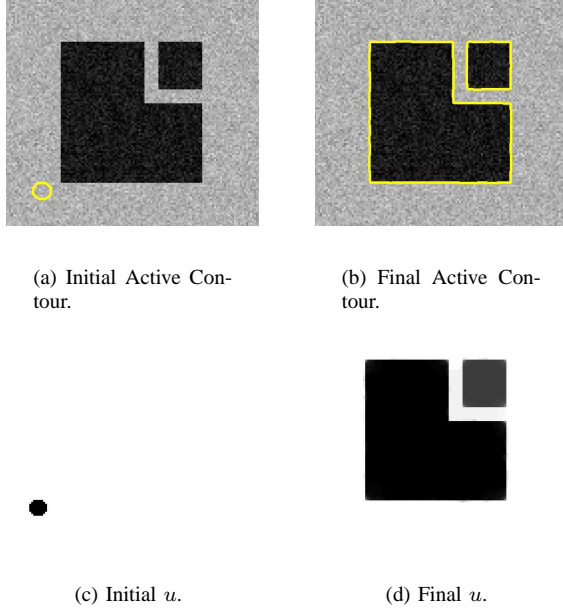 (a) Initial Active Con-
tour.
(b) Final Active Con-
tour.
(c) Initial u.
(d) Final u.